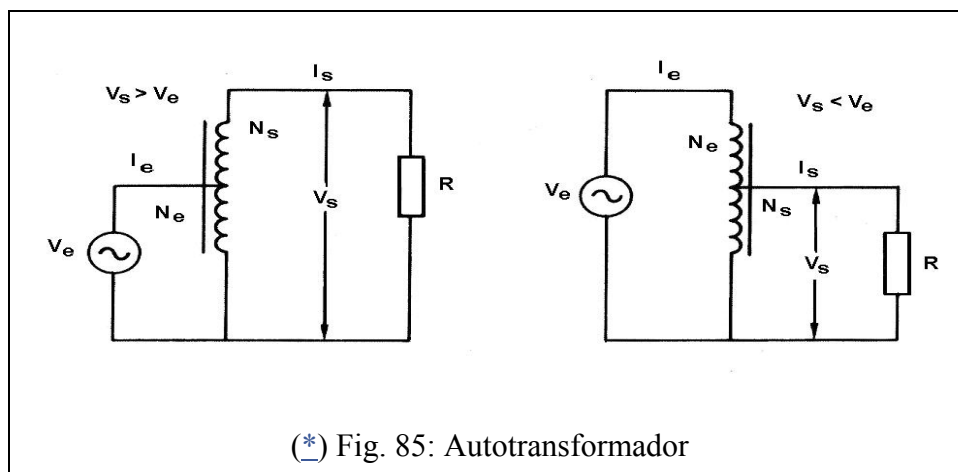 Vs > Ve
Is
Ns
Ie
Ne
Ve
Vs
R
Ie
Vs < Ve
Ne
Is
Ns
Ve
Vs
R
(*) Fig. 85: Autotransformador